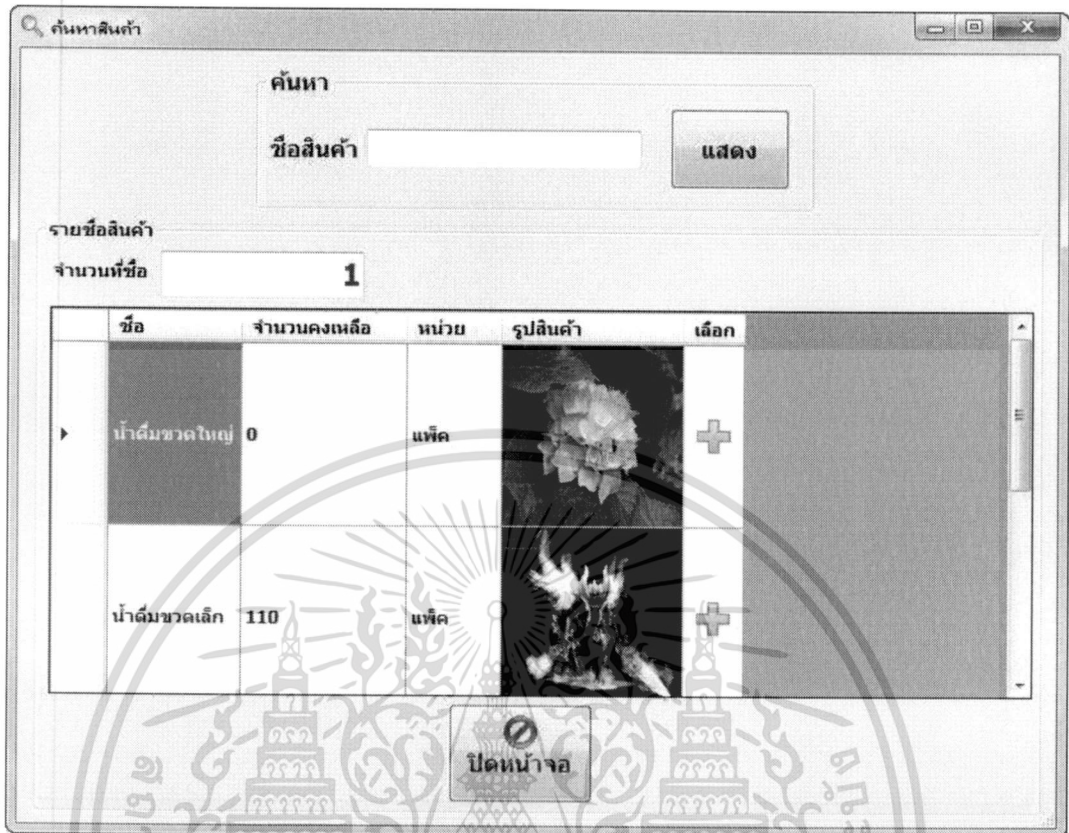 ค้นหาสินค้า
ค้นหา
ชื่อสินค้า
แสดง
รายชื่อสินค้า
จำนวนที่ซื้อ 1
ชื่อ จำนวนคงเหลือ หน่วย รูปสินค้า เลือก
น้ำดื่มขวดใหญ่ 0 แพ็ค
น้ำดื่มขวดเล็ก 110 แพ็ค
ปิดหน้าจอ